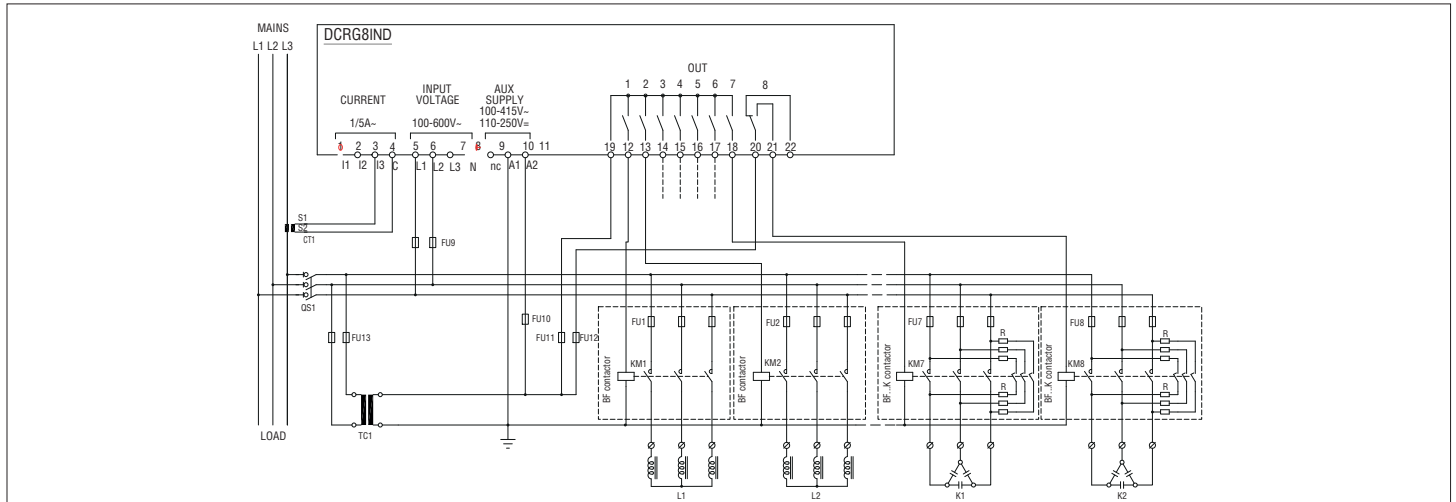 MAINS
L1 L2 L3
DCRG8IND
CURRENT
1/5A~
INPUT
VOLTAGE
100-600V~
AUX
SUPPLY
100-415V~
110-250V=
OUT
1 2 3 4 5 6 7 8
1 2 3 4 5 6 7 8 9 10 11 19 12 13 14 15 16 17 18 20 21 22
I1 I2 I3 C L1 L2 L3 N nc A1 A2
S1
S2
CT1
FU9
QS1
FU13
FU10
FU11
FU12
TC1
LOAD
BF contactor
FU1
KM1
L1
BF contactor
FU2
KM2
L2
BF...K contactor
FU7
KM7
R
R
K1
BF...K contactor
FU8
KM8
R
R
K2